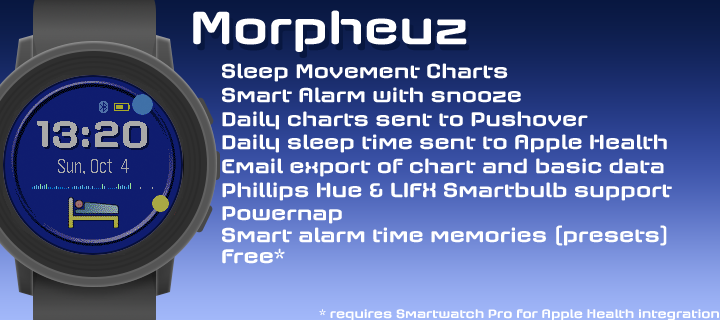 Morpheuz
Sleep Movement Charts
Smart Alarm with snooze
Daily charts sent to Pushover
Daily sleep time sent to Apple Health
Email export of chart and basic data
Phillips Hue & LIFX Smartbulb support
Powernap
Smart alarm time memories (presets)
Free*
13:20
Sun, Oct 4
* requires Smartwatch Pro for Apple Health integration